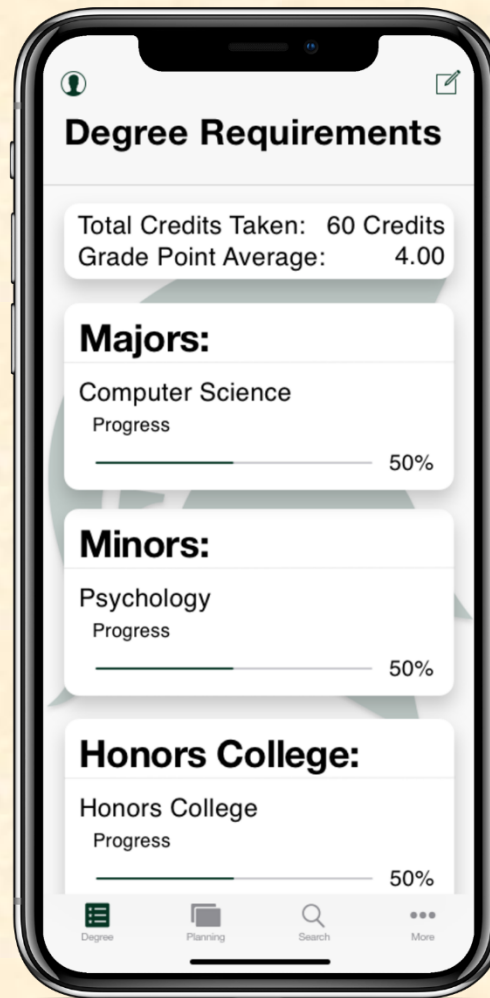 Degree Requirements
Total Credits Taken: 60 Credits
Grade Point Average: 4.00
Majors:
Computer Science
Progress
50%
Minors:
Psychology
Progress
50%
Honors College:
Honors College
Progress
50%
Degree Planning Search More